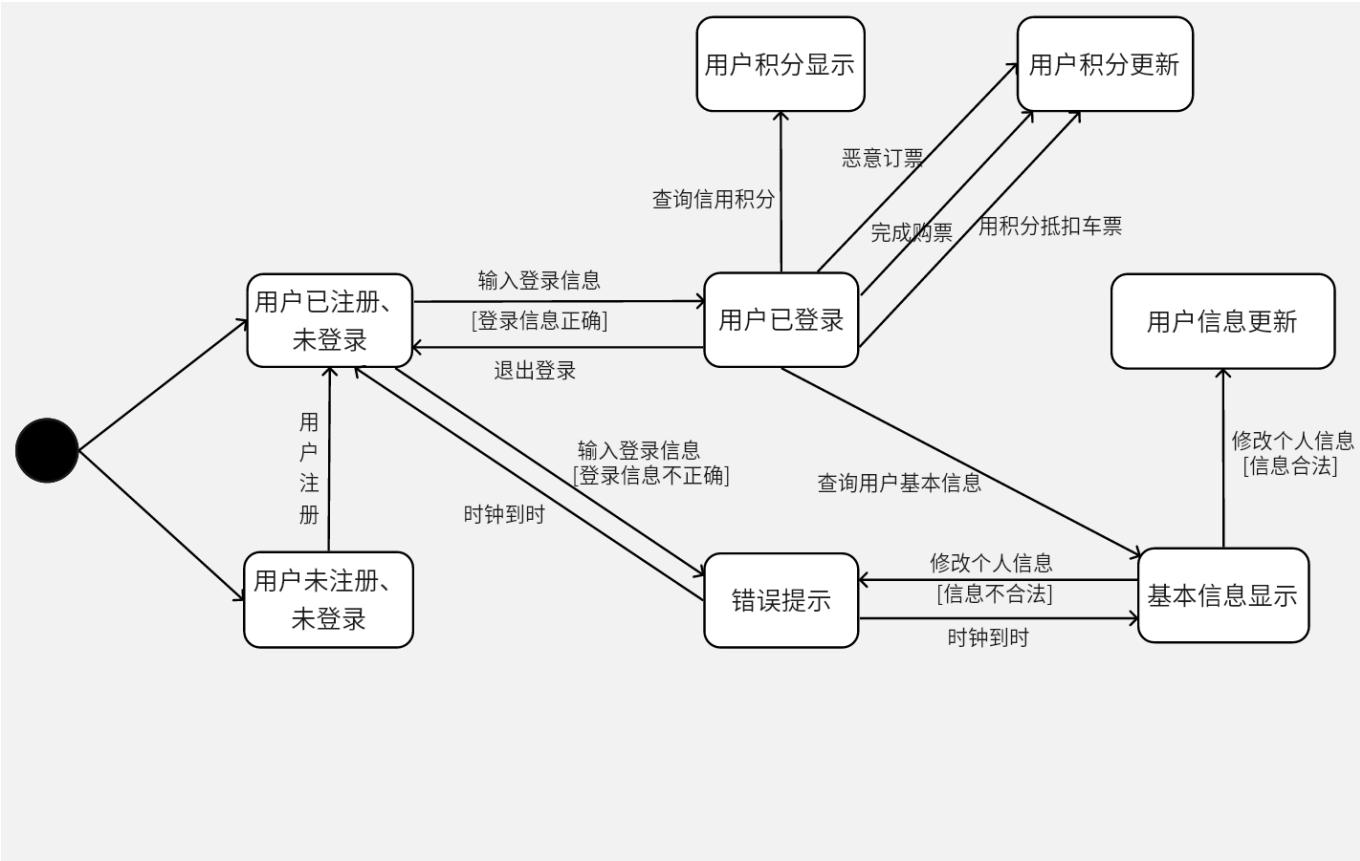 用户积分显示
用户积分更新
恶意订票
查询信用积分
完成购票
用积分抵扣车票
用户已注册、
未登录
输入登录信息
[登录信息正确]
退出登录
用户已登录
用户信息更新
用
户
注
册
输入登录信息
[登录信息不正确]
时钟到时
查询用户基本信息
修改个人信息
[信息合法]
用户未注册、
未登录
错误提示
修改个人信息
[信息不合法]
时钟到时
基本信息显示